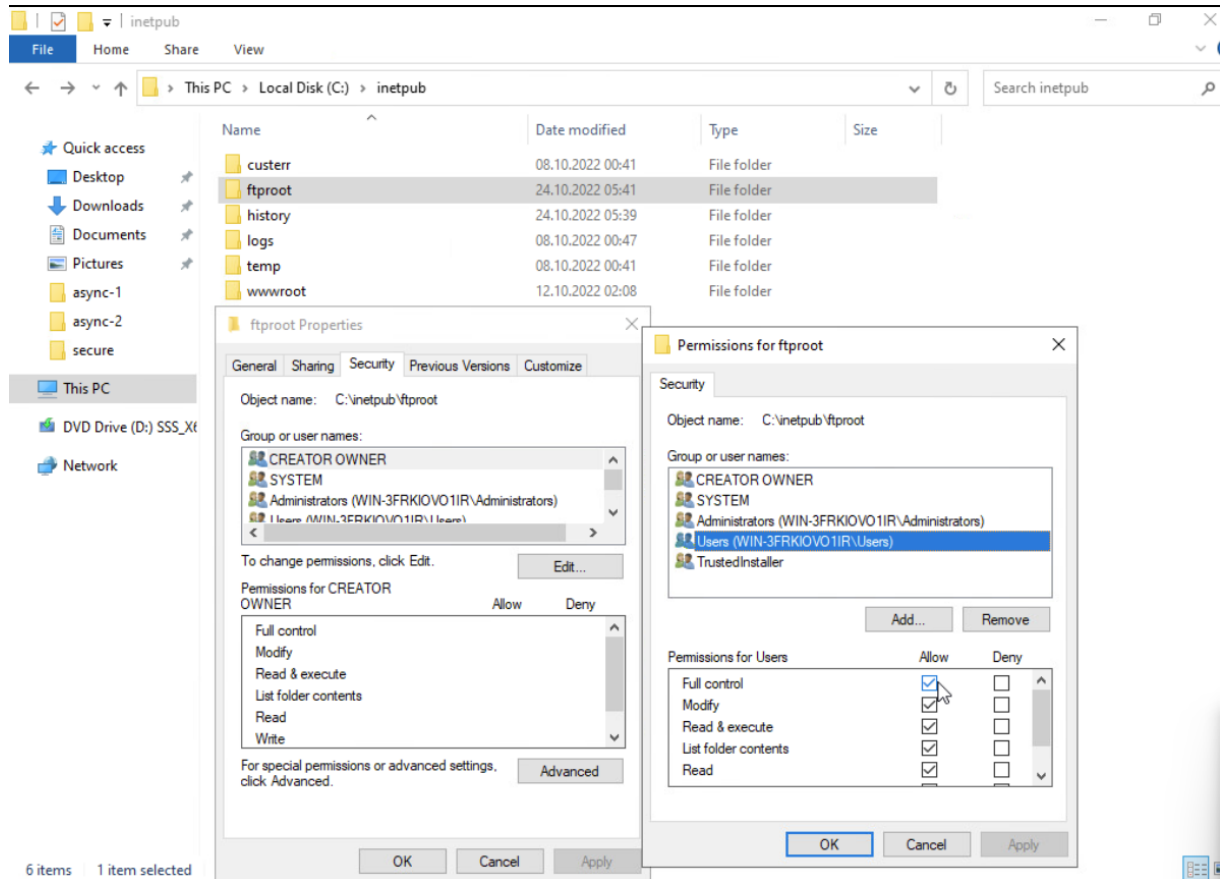 inetpub
File Home Share View
This PC > Local Disk (C:) > inetpub
Search inetpub
Name Date modified Type Size
Quick access
Desktop
Downloads
Documents
Pictures
async-1
async-2
secure
This PC
DVD Drive (D:) SSS_X6
Network
custerr 08.10.2022 00:41 File folder
ftproot 24.10.2022 05:41 File folder
history 24.10.2022 05:39 File folder
logs 08.10.2022 00:47 File folder
temp 08.10.2022 00:41 File folder
wwwroot 12.10.2022 02:08 File folder
ftproot Properties
General Sharing Security Previous Versions Customize
Object name: C:\inetpub\ftproot
Group or user names:
CREATOR OWNER
SYSTEM
Administrators (WIN-3FRKIOVO1IR\Administrators)
Users (WIN-3FRKIOVO1IR\Users)
To change permissions, click Edit.
Edit...
Permissions for CREATOR
OWNER Allow Deny
Full control
Modify
Read & execute
List folder contents
Read
Write
For special permissions or advanced settings,
click Advanced.
Advanced
OK Cancel Apply
Permissions for ftproot
Security
Object name: C:\inetpub\ftproot
Group or user names:
CREATOR OWNER
SYSTEM
Administrators (WIN-3FRKIOVO1IR\Administrators)
Users (WIN-3FRKIOVO1IR\Users)
TrustedInstaller
Add... Remove
Permissions for Users Allow Deny
Full control
Modify
Read & execute
List folder contents
Read
OK Cancel Apply
6 items 1 item selected